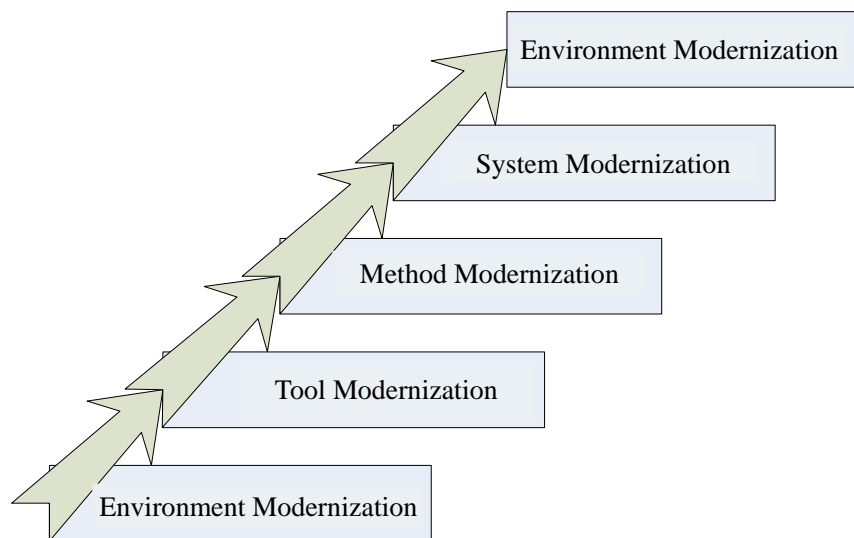 Environment Modernization
System Modernization
Method Modernization
Tool Modernization
Environment Modernization